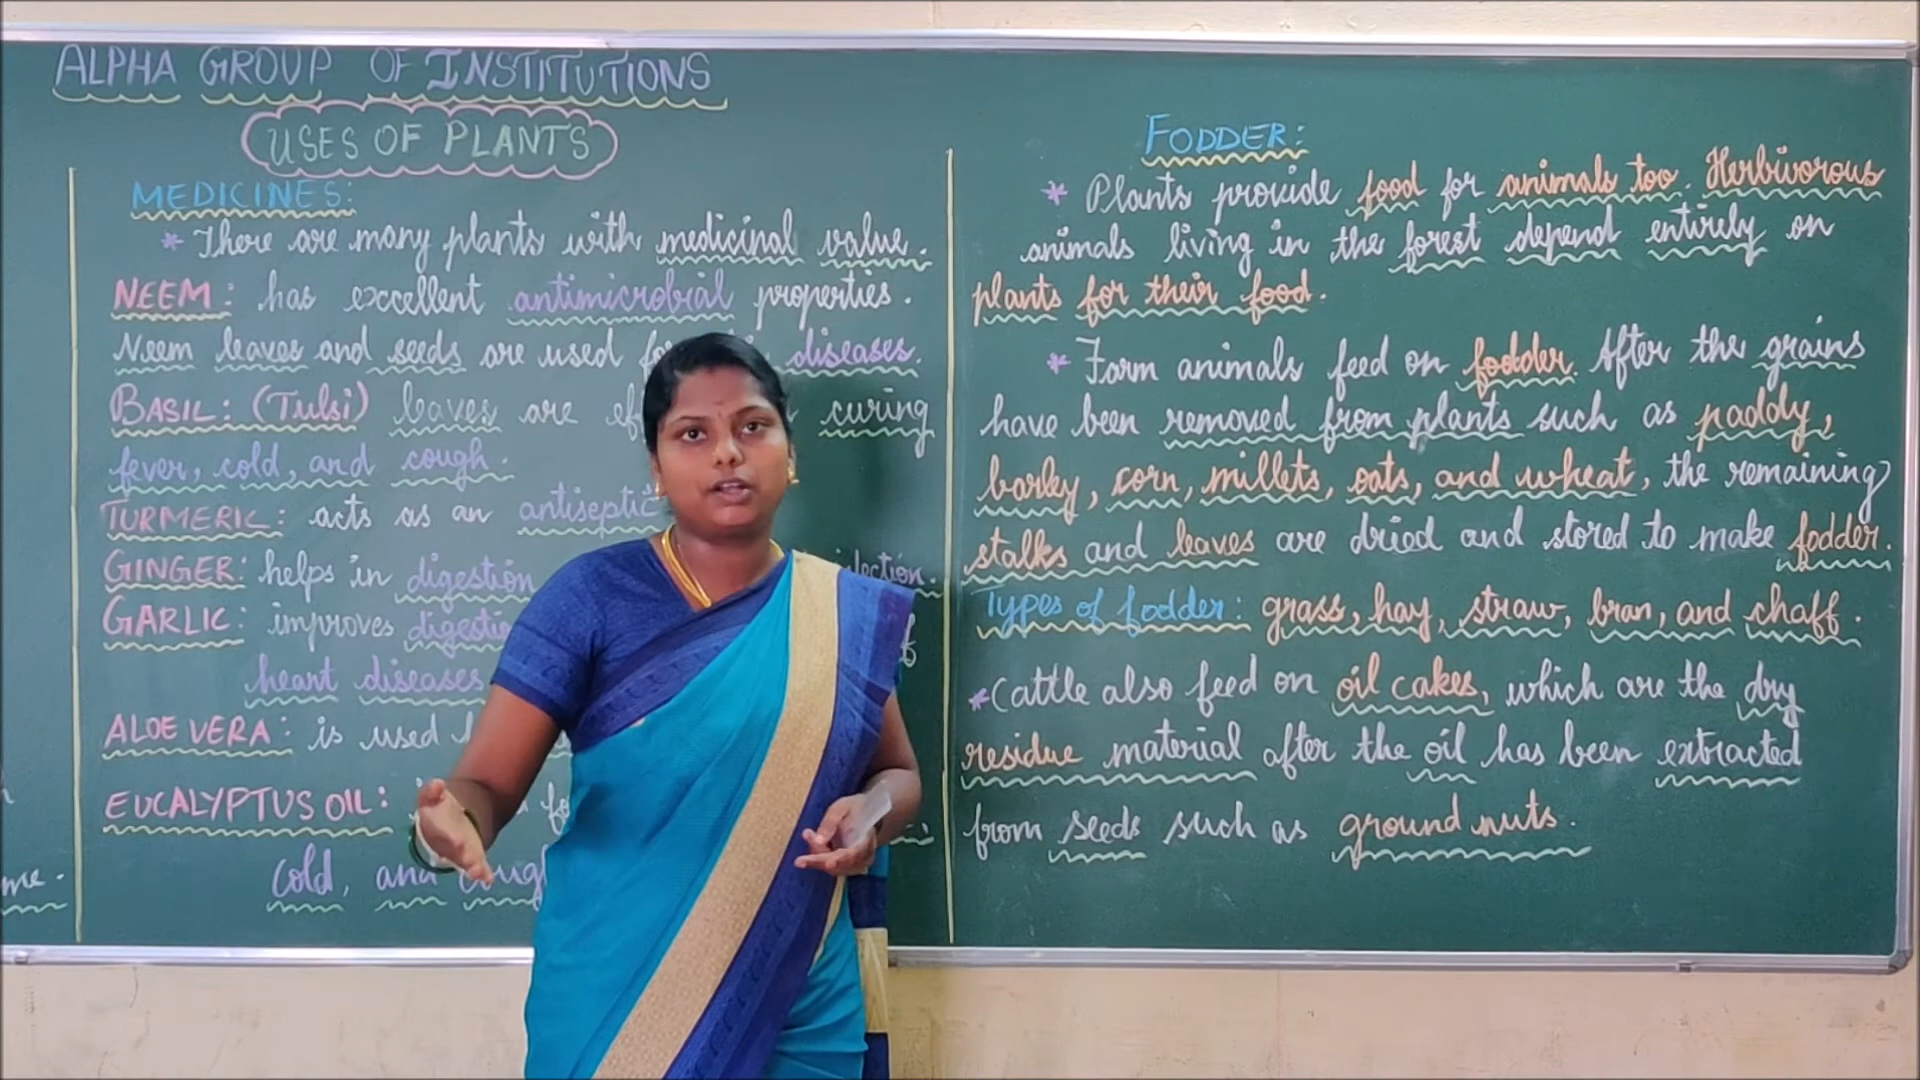 ALPHA GROUP OF INSTITUTIONS
USES OF PLANTS
MEDICINES:
* There are many plants with medicinal value.
NEEM: has excellent antimicrobial properties.
Neem leaves and seeds are used diseases.
BASIL: (Tulsi) leaves are curing
fever, cold, and cough.
TURMERIC: acts as an antiseptic
GINGER: helps in digestion
GARLIC: improves
heart diseases
ALOE VERA: is used
EUCALYPTUS OIL:
cold, and
me.
FODDER:
* Plants provide food for animals too. Herbivorous
animals living in the forest depend entirely on
plants for their food.
* Farm animals feed on fodder. After the grains
have been removed from plants such as paddy,
barley, corn, millets, oats, and wheat, the remaining
stalks and leaves are dried and stored to make fodder.
Types of fodder: grass, hay, straw, bran, and chaff.
* Cattle also feed on oil cakes, which are the dry
residue material after the oil has been extracted
from seeds such as ground nuts.